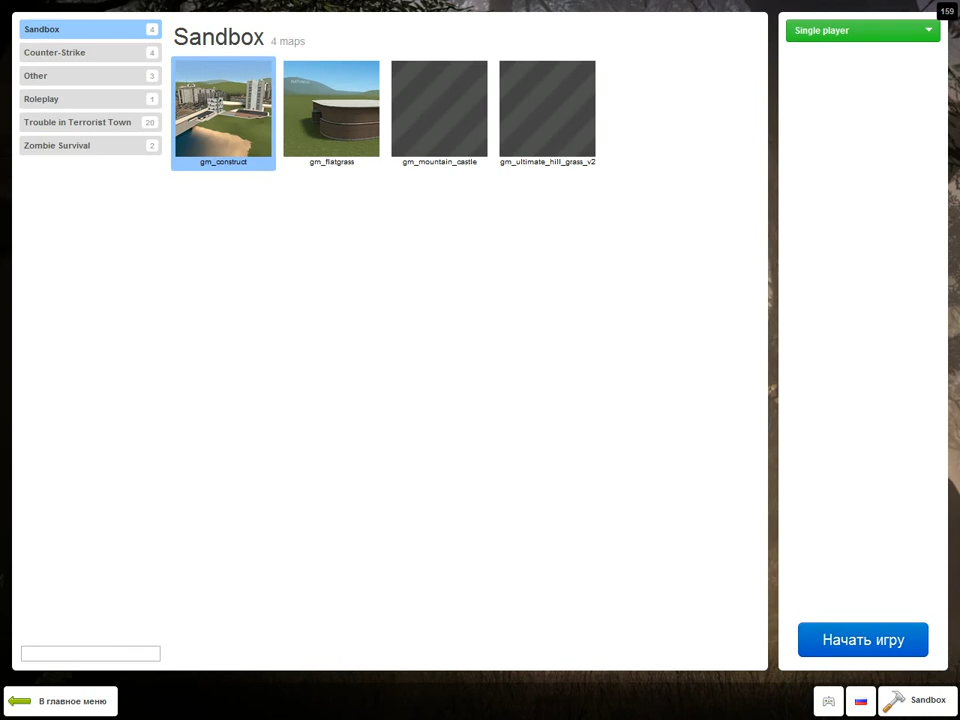 159
Sandbox 4
Counter-Strike 4
Other 3
Roleplay 1
Trouble in Terrorist Town 20
Zombie Survival 2
Sandbox 4 maps
gm_construct
gm_flatgrass
gm_mountain_castle
gm_ultimate_hill_grass_v2
Single player
Начать игру
В главное меню
Sandbox